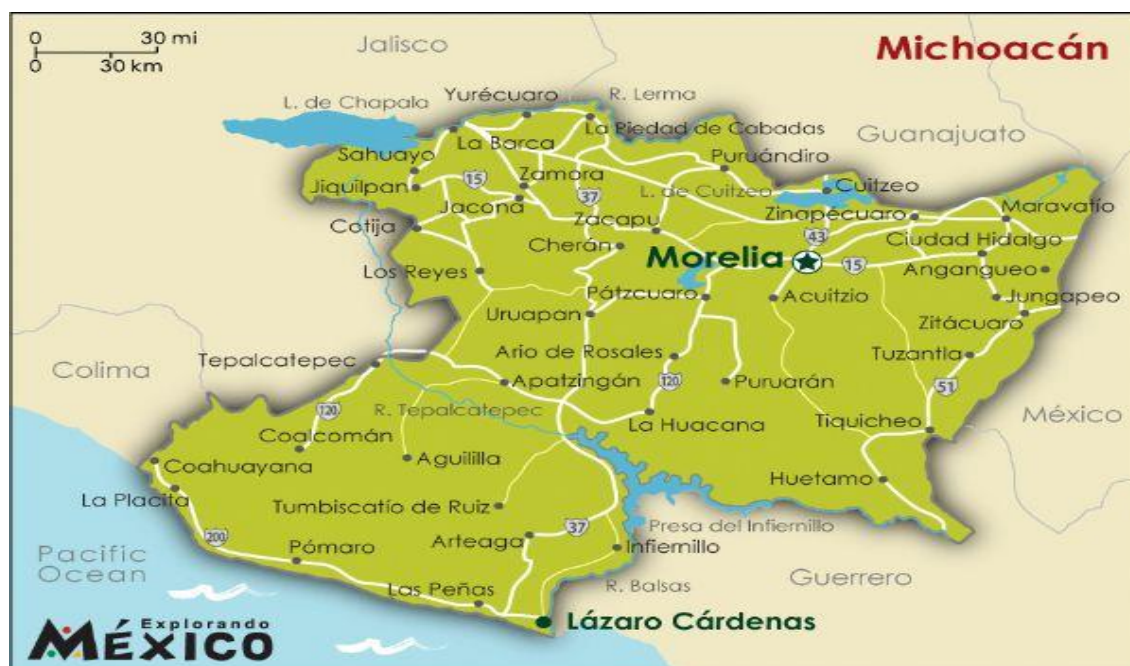 0 30 mi
0 30 km
Jalisco
Michoacán
L. de Chapala
Yurécuaro
R. Lerma
La Piedad de Cabadas
Guanajuato
La Barca
Sahuayo
Puruándiro
Jiquilpan
15
Zamora
37
L. de Cuitzeo
Cuitzeo
Jacona
Cotija
Zacapu
Zinapécuaro
Maravatío
Cherán
43
Ciudad Hidalgo
Morelia
15
Angangueo
Los Reyes
Pátzcuaro
Acuitzio
Jungapeo
Uruapan
Zitácuaro
Tepalcatepec
Ario de Rosales
Tuzantla
Colima
Apatzingán
120
Puruarán
51
120
R. Tepalcatepec
La Huacana
Tiquicheo
México
Coalcomán
Coahuayana
Aguililla
Huetamo
La Placita
Tumbiscatío de Ruiz
37
Presa del Infiernillo
200
Pómaro
Arteaga
Infiernillo
Pacific
Ocean
Las Peñas
R. Balsas
Guerrero
Lázaro Cárdenas
Explorando
MÉXICO